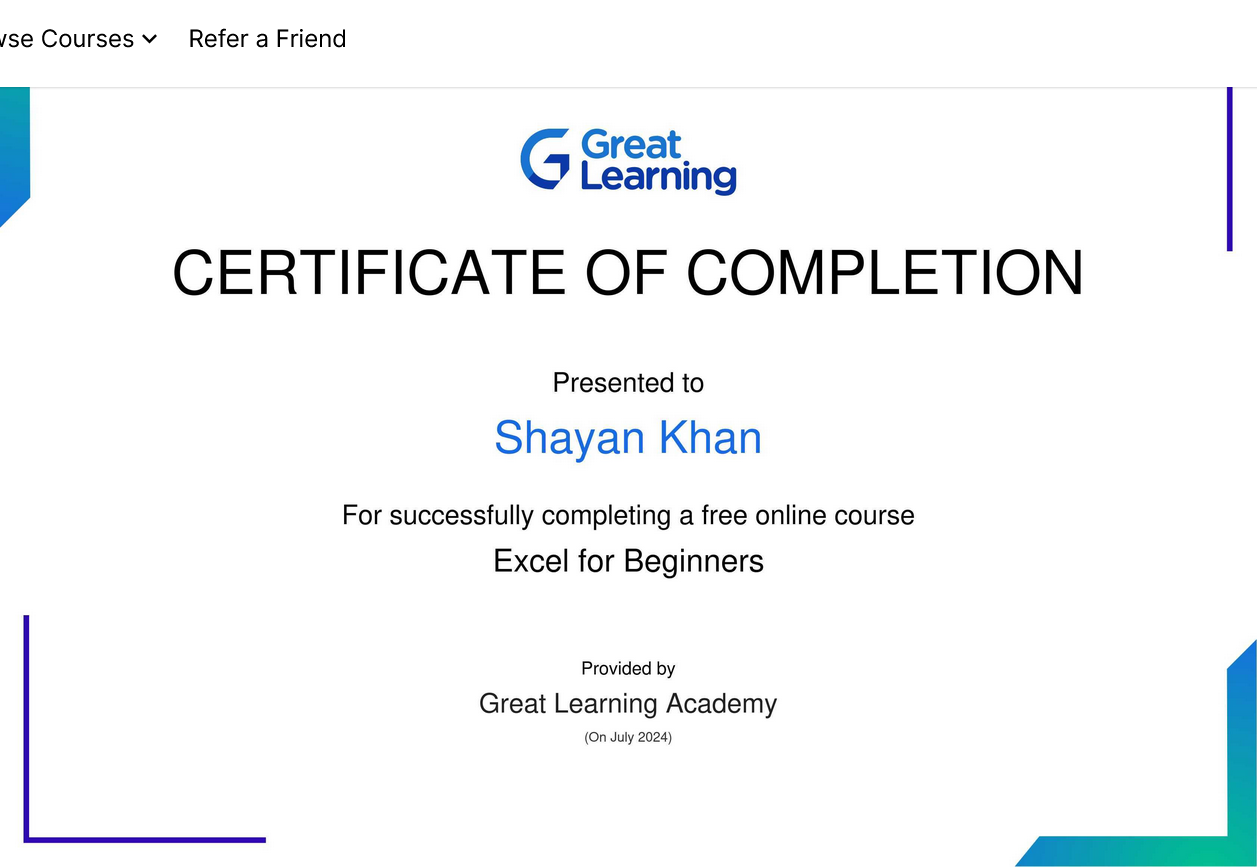 Courses Refer a Friend
Great
Learning
CERTIFICATE OF COMPLETION
Presented to
Shayan Khan
For successfully completing a free online course
Excel for Beginners
Provided by
Great Learning Academy
(On July 2024)